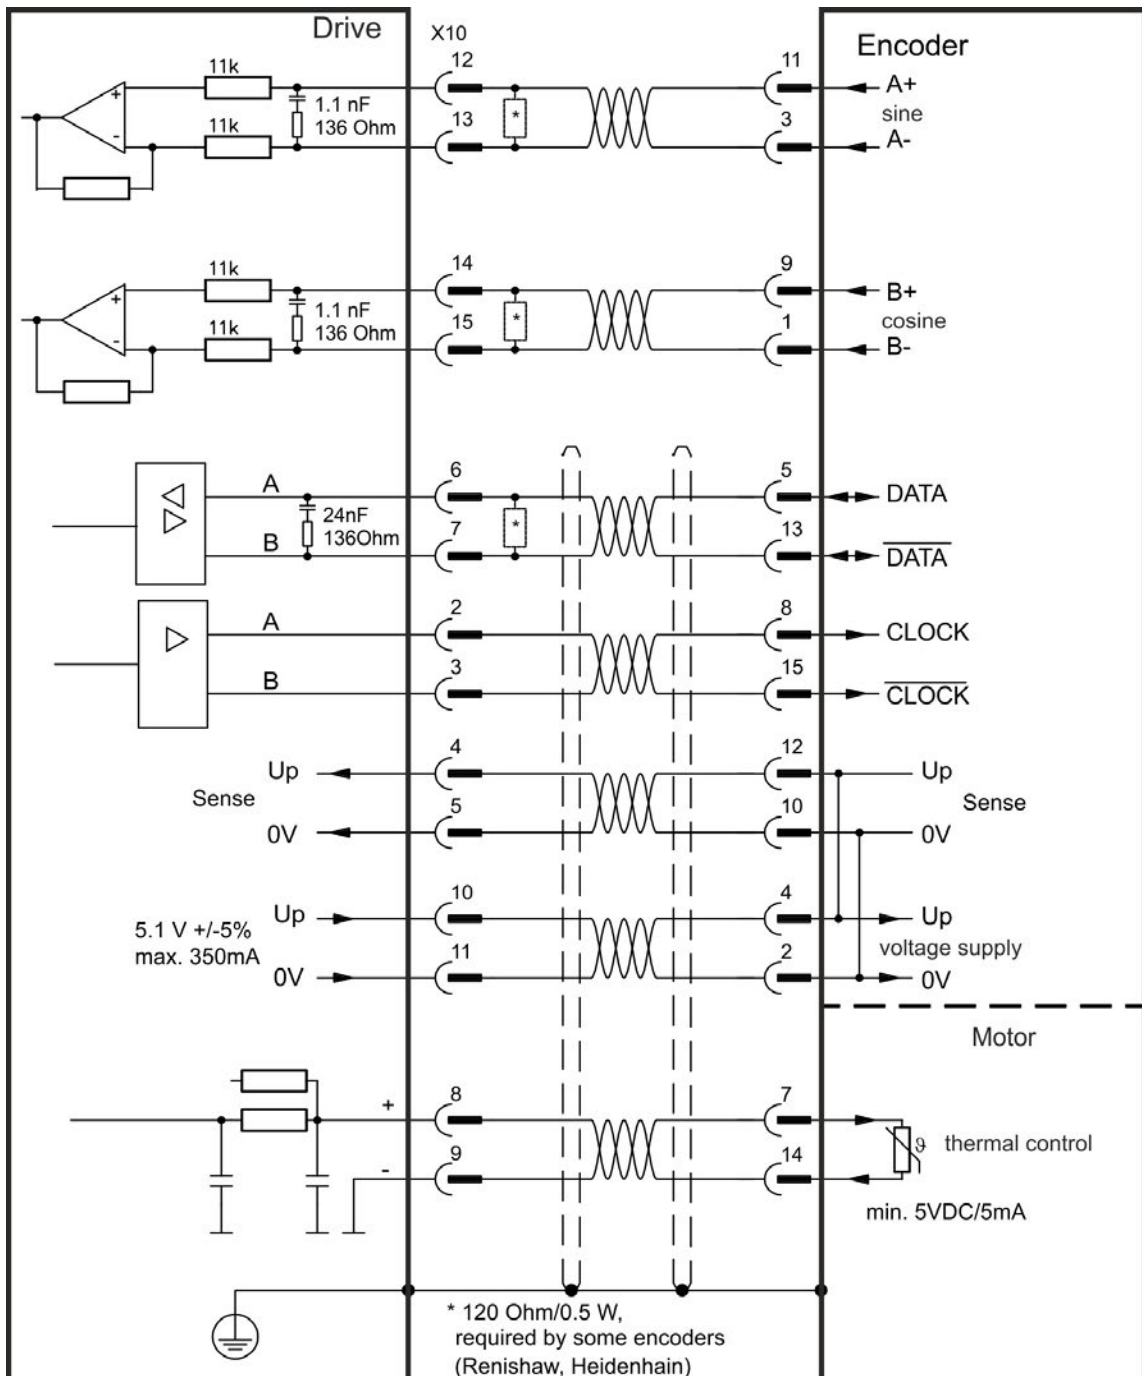 Drive
X10
Encoder
11k
12
11
A+
+
1.1 nF
*
sine
11k
136 Ohm
13
3
-
A-
11k
14
9
B+
+
1.1 nF
*
cosine
11k
136 Ohm
15
1
-
B-
A
6
5
DATA
24nF
*
136Ohm
B
7
13
DATA
A
2
8
CLOCK
B
3
15
CLOCK
Up
4
12
Up
Sense
Sense
0V
5
10
0V
Up
10
4
Up
5.1 V +/-5%
max. 350mA
voltage supply
0V
11
2
0V
Motor
+
8
7
ϑ
thermal control
-
9
14
min. 5VDC/5mA
* 120 Ohm/0.5 W,
required by some encoders
(Renishaw, Heidenhain)